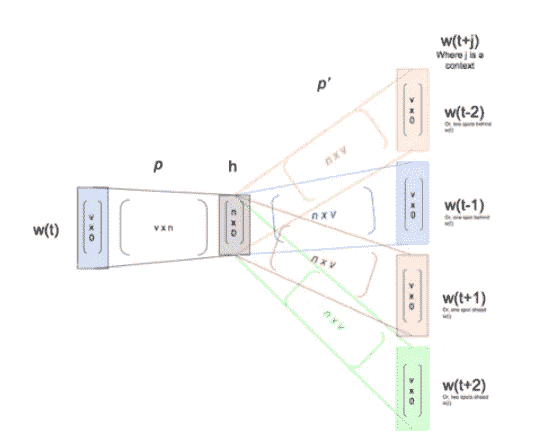 w(t+j)
Where j is a
context
p'
w(t-2)
Or, two spots behind
w(t)
v
x
0
n x v
p
h
w(t-1)
Or, one spot behind
w(t)
v
x
0
n x v
w(t)
v
x
0
v x n
n
x
0
n x v
w(t+1)
Or, one spot ahead
w(t)
v
x
0
n x v
w(t+2)
Or, two spots ahead
w(t)
v
x
0